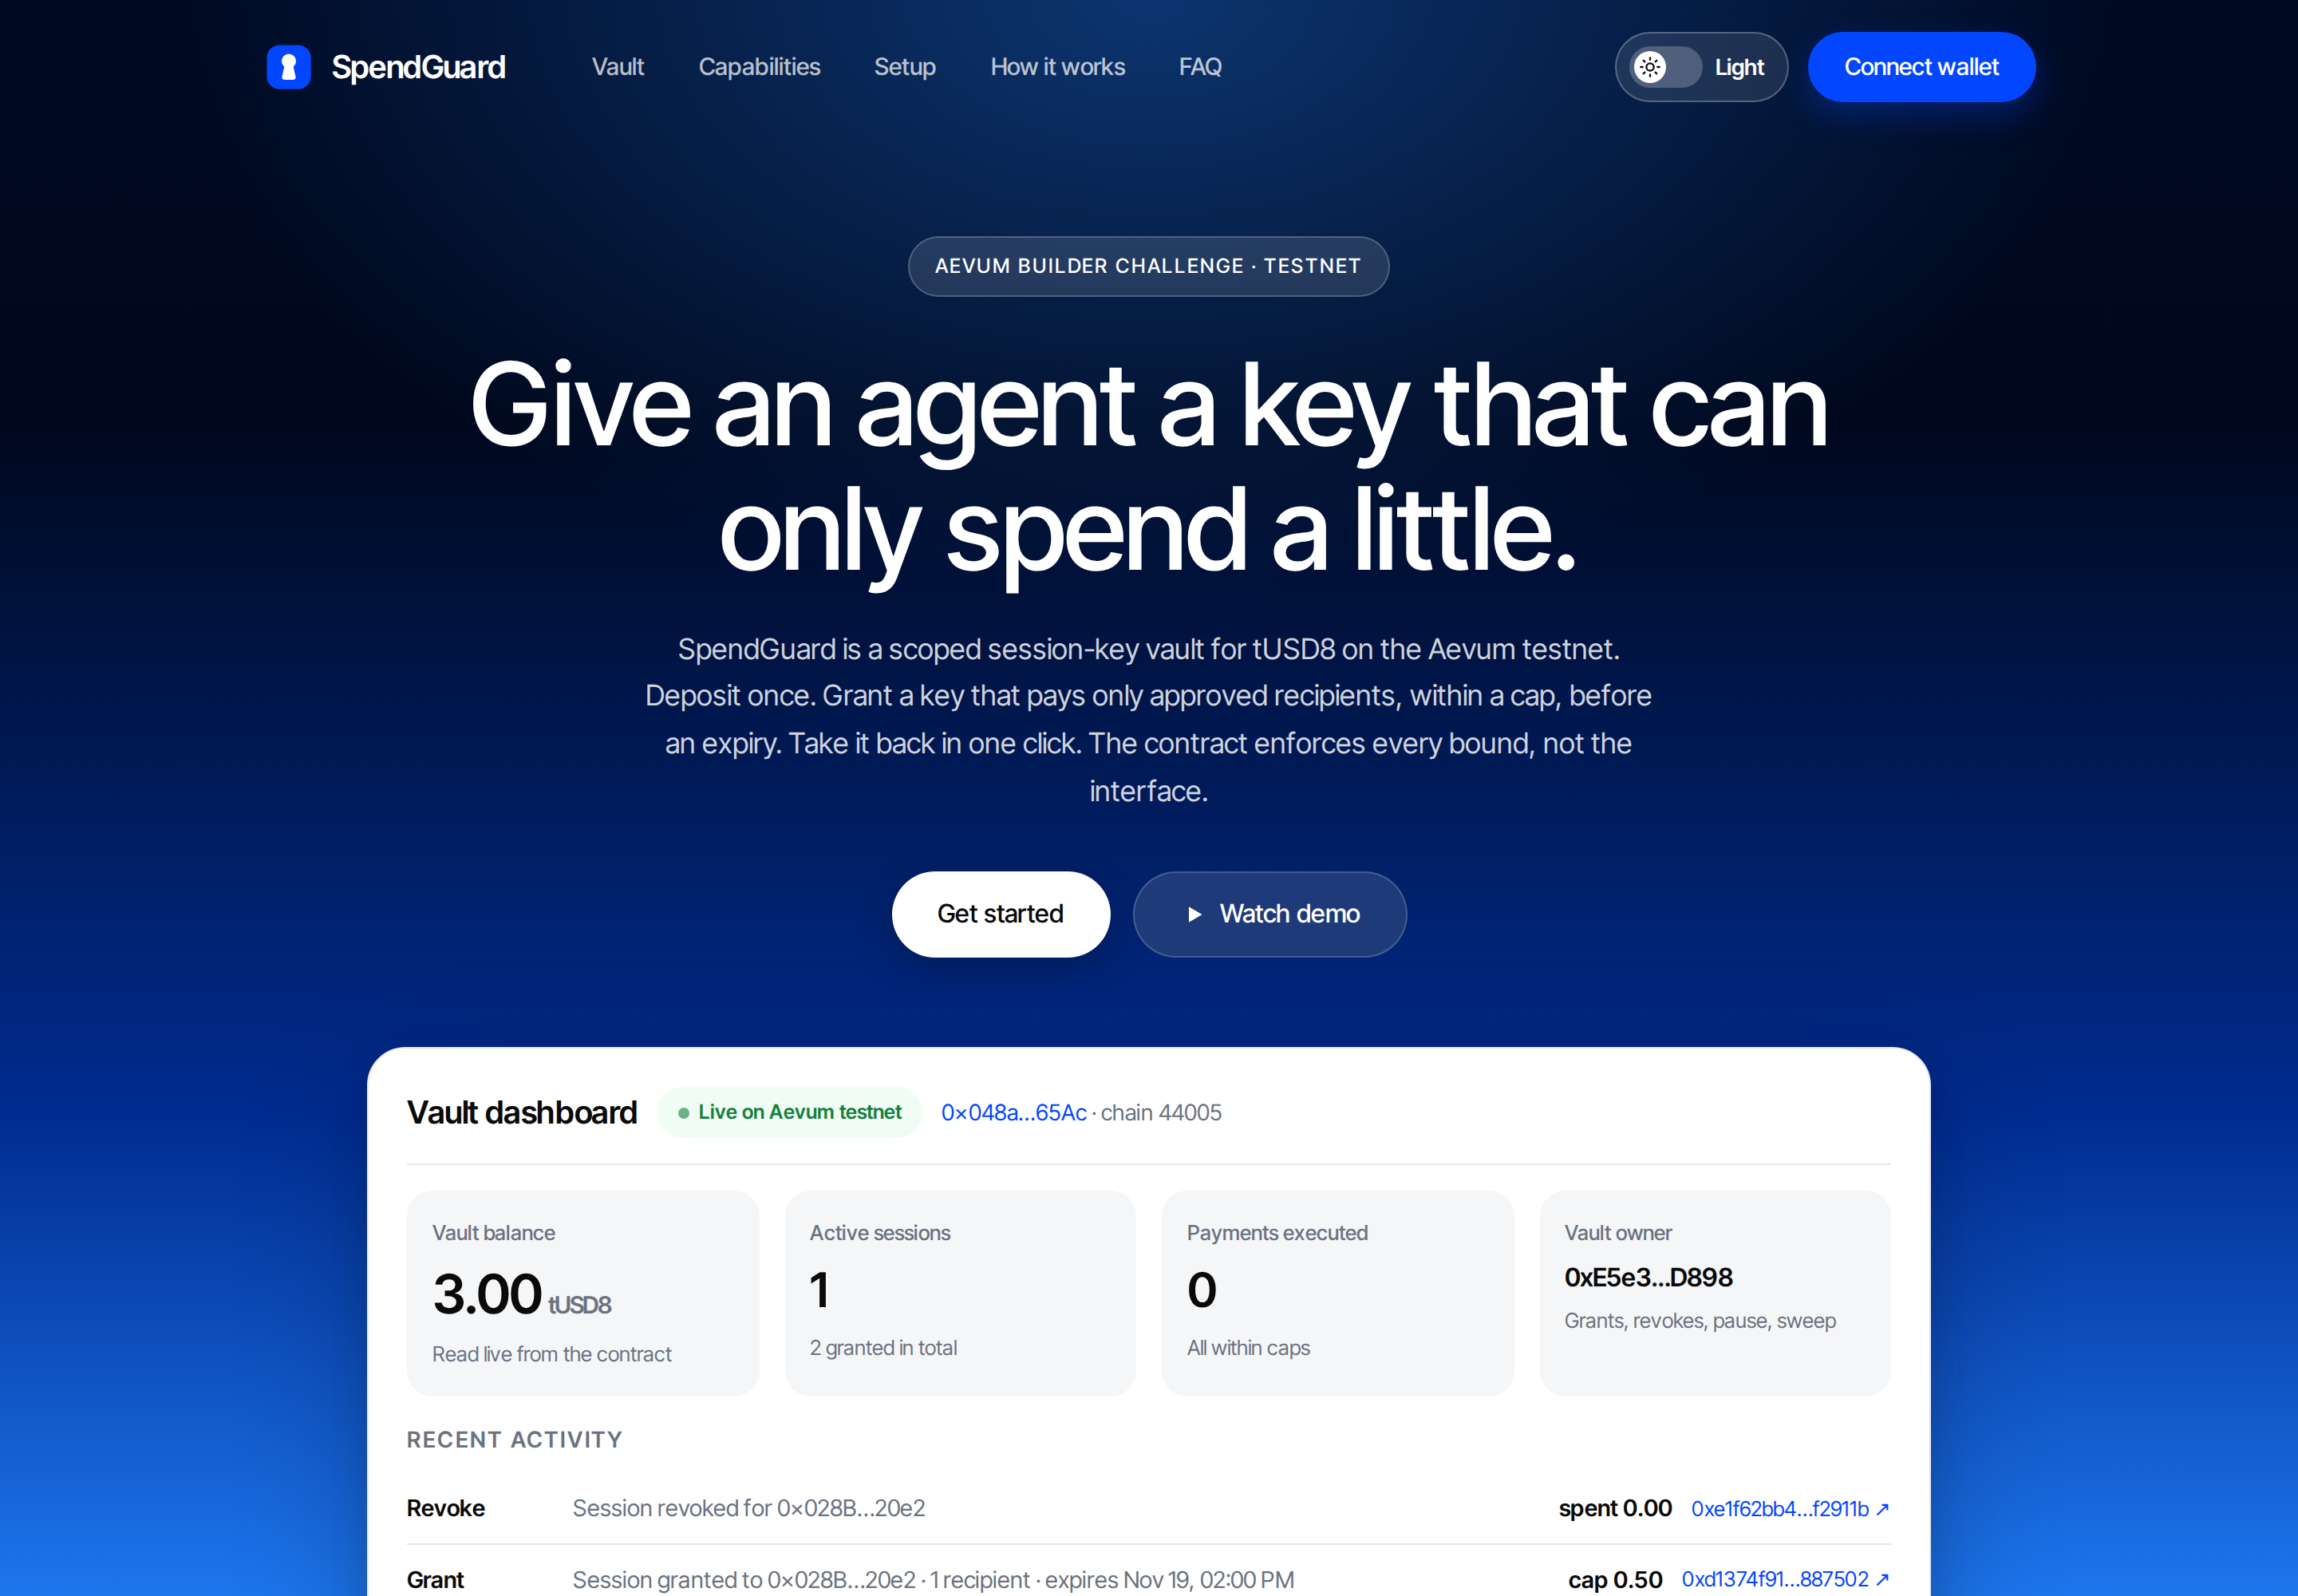 SpendGuard Vault Capabilities Setup How it works FAQ Light Connect wallet
AEVUM BUILDER CHALLENGE · TESTNET
Give an agent a key that can
only spend a little.
SpendGuard is a scoped session-key vault for tUSD8 on the Aevum testnet.
Deposit once. Grant a key that pays only approved recipients, within a cap, before
an expiry. Take it back in one click. The contract enforces every bound, not the
interface.
Get started ▶ Watch demo
Vault dashboard Live on Aevum testnet 0×048a…65Ac · chain 44005
Vault balance
3.00 tUSD8
Read live from the contract
Active sessions
1
2 granted in total
Payments executed
0
All within caps
Vault owner
0xE5e3…D898
Grants, revokes, pause, sweep
RECENT ACTIVITY
Revoke Session revoked for 0×028B…20e2 spent 0.00 0xe1f62bb4…f2911b ↗
Grant Session granted to 0×028B…20e2 · 1 recipient · expires Nov 19, 02:00 PM cap 0.50 0xd1374f91…887502 ↗